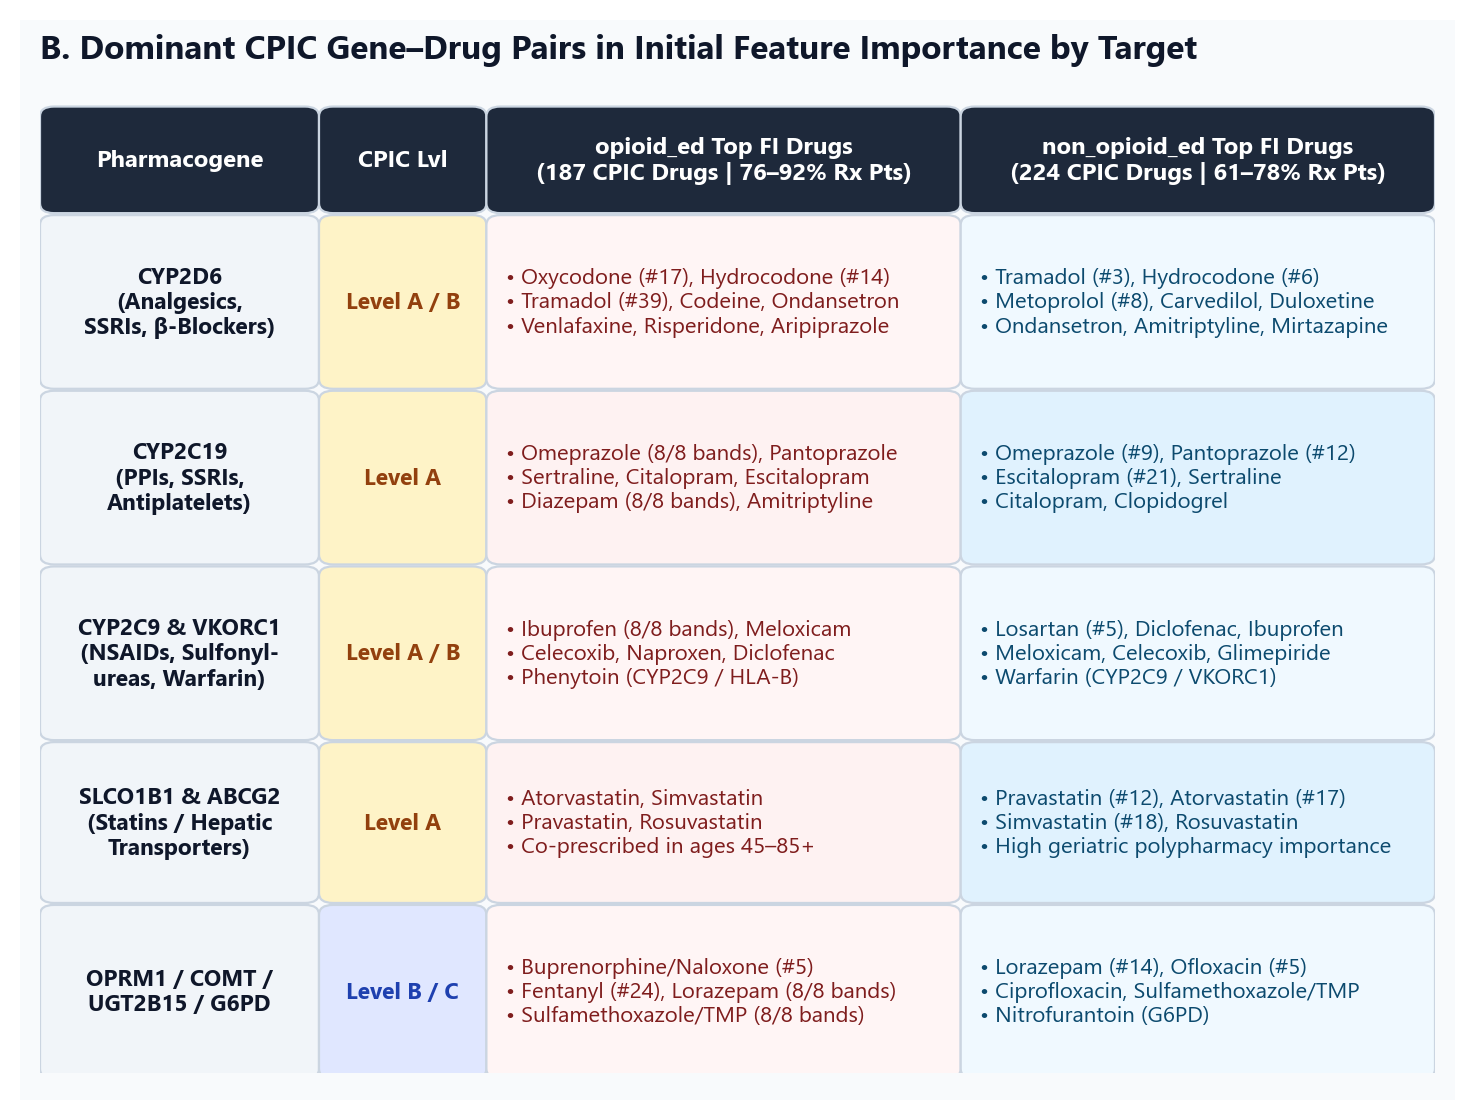 B. Dominant CPIC Gene–Drug Pairs in Initial Feature Importance by Target
Pharmacogene
CPIC Lvl
opioid_ed Top FI Drugs
(187 CPIC Drugs | 76–92% Rx Pts)
non_opioid_ed Top FI Drugs
(224 CPIC Drugs | 61–78% Rx Pts)
CYP2D6
(Analgesics,
SSRIs, β-Blockers)
Level A / B
• Oxycodone (#17), Hydrocodone (#14)
• Tramadol (#39), Codeine, Ondansetron
• Venlafaxine, Risperidone, Aripiprazole
• Tramadol (#3), Hydrocodone (#6)
• Metoprolol (#8), Carvedilol, Duloxetine
• Ondansetron, Amitriptyline, Mirtazapine
CYP2C19
(PPIs, SSRIs,
Antiplatelets)
Level A
• Omeprazole (8/8 bands), Pantoprazole
• Sertraline, Citalopram, Escitalopram
• Diazepam (8/8 bands), Amitriptyline
• Omeprazole (#9), Pantoprazole (#12)
• Escitalopram (#21), Sertraline
• Citalopram, Clopidogrel
CYP2C9 & VKORC1
(NSAIDs, Sulfonyl-
ureas, Warfarin)
Level A / B
• Ibuprofen (8/8 bands), Meloxicam
• Celecoxib, Naproxen, Diclofenac
• Phenytoin (CYP2C9 / HLA-B)
• Losartan (#5), Diclofenac, Ibuprofen
• Meloxicam, Celecoxib, Glimepiride
• Warfarin (CYP2C9 / VKORC1)
SLCO1B1 & ABCG2
(Statins / Hepatic
Transporters)
Level A
• Atorvastatin, Simvastatin
• Pravastatin, Rosuvastatin
• Co-prescribed in ages 45–85+
• Pravastatin (#12), Atorvastatin (#17)
• Simvastatin (#18), Rosuvastatin
• High geriatric polypharmacy importance
OPRM1 / COMT /
UGT2B15 / G6PD
Level B / C
• Buprenorphine/Naloxone (#5)
• Fentanyl (#24), Lorazepam (8/8 bands)
• Sulfamethoxazole/TMP (8/8 bands)
• Lorazepam (#14), Ofloxacin (#5)
• Ciprofloxacin, Sulfamethoxazole/TMP
• Nitrofurantoin (G6PD)